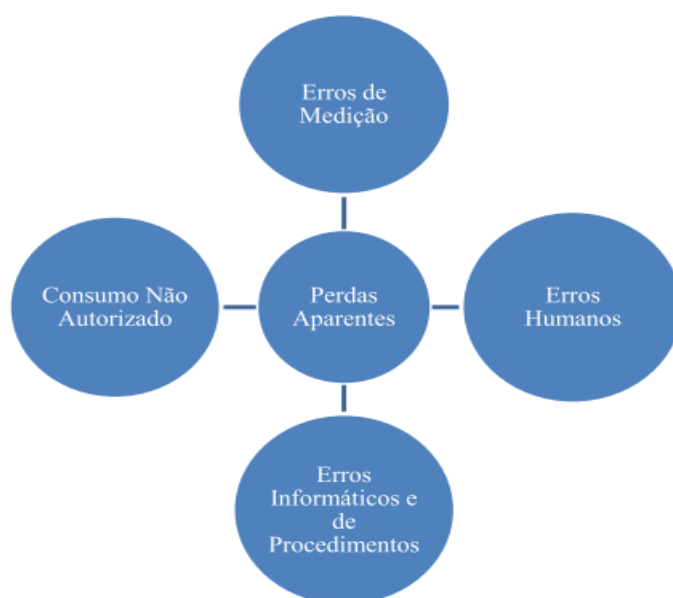 Erros de
Medição
Consumo Não
Autorizado
Perdas
Aparentes
Erros
Humanos
Erros
Informáticos e
de
Procedimentos